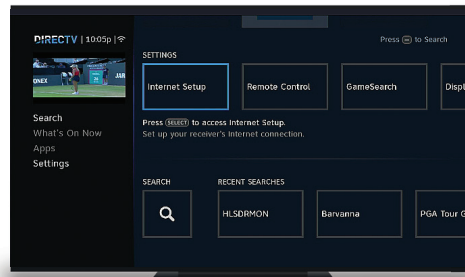 DIRECTV | 10:05p |
Press to Search
SETTINGS
Internet Setup
Remote Control
GameSearch
Displ
Press SELECT to access Internet Setup.
Set up your receiver's Internet connection.
Search
What's On Now
Apps
Settings
SEARCH
RECENT SEARCHES
HLSDRMON
Barvanna
PGA Tour G